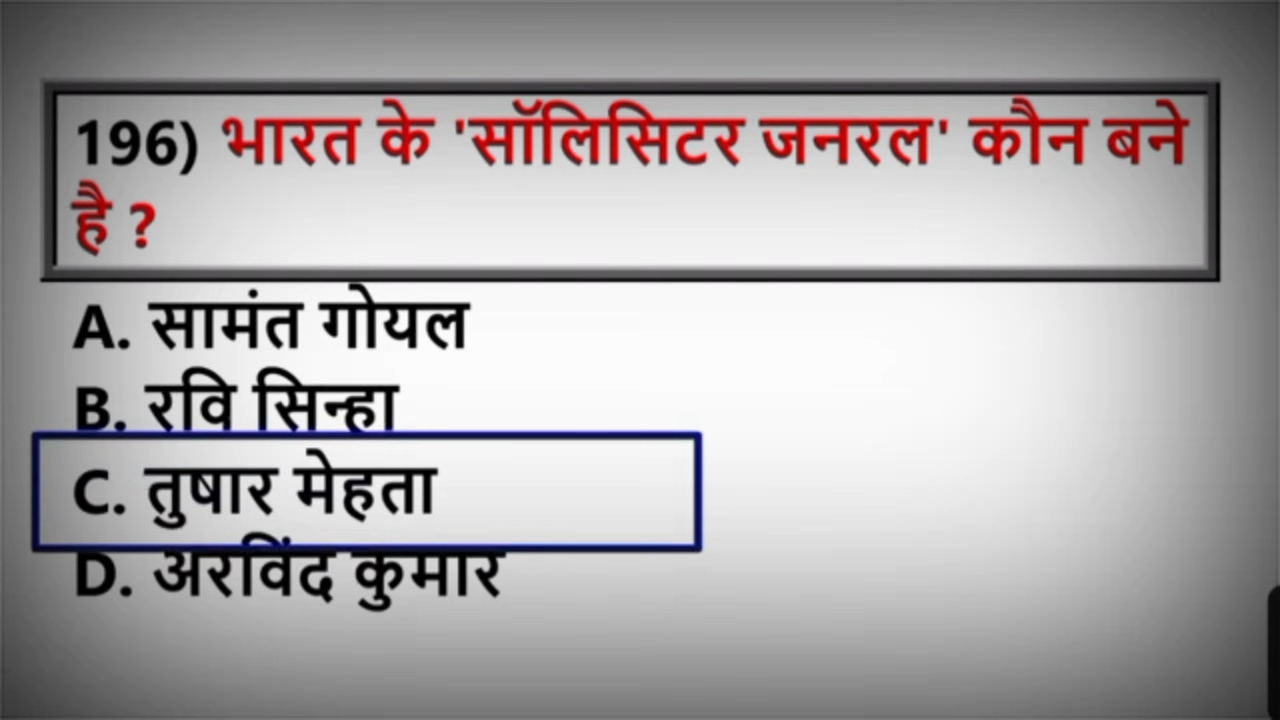 196) भारत के 'सॉलिसिटर जनरल' कौन बने
है ?
A. सामंत गोयल
B. रवि सिन्हा
C. तुषार मेहता
D. अरविंद कुमार